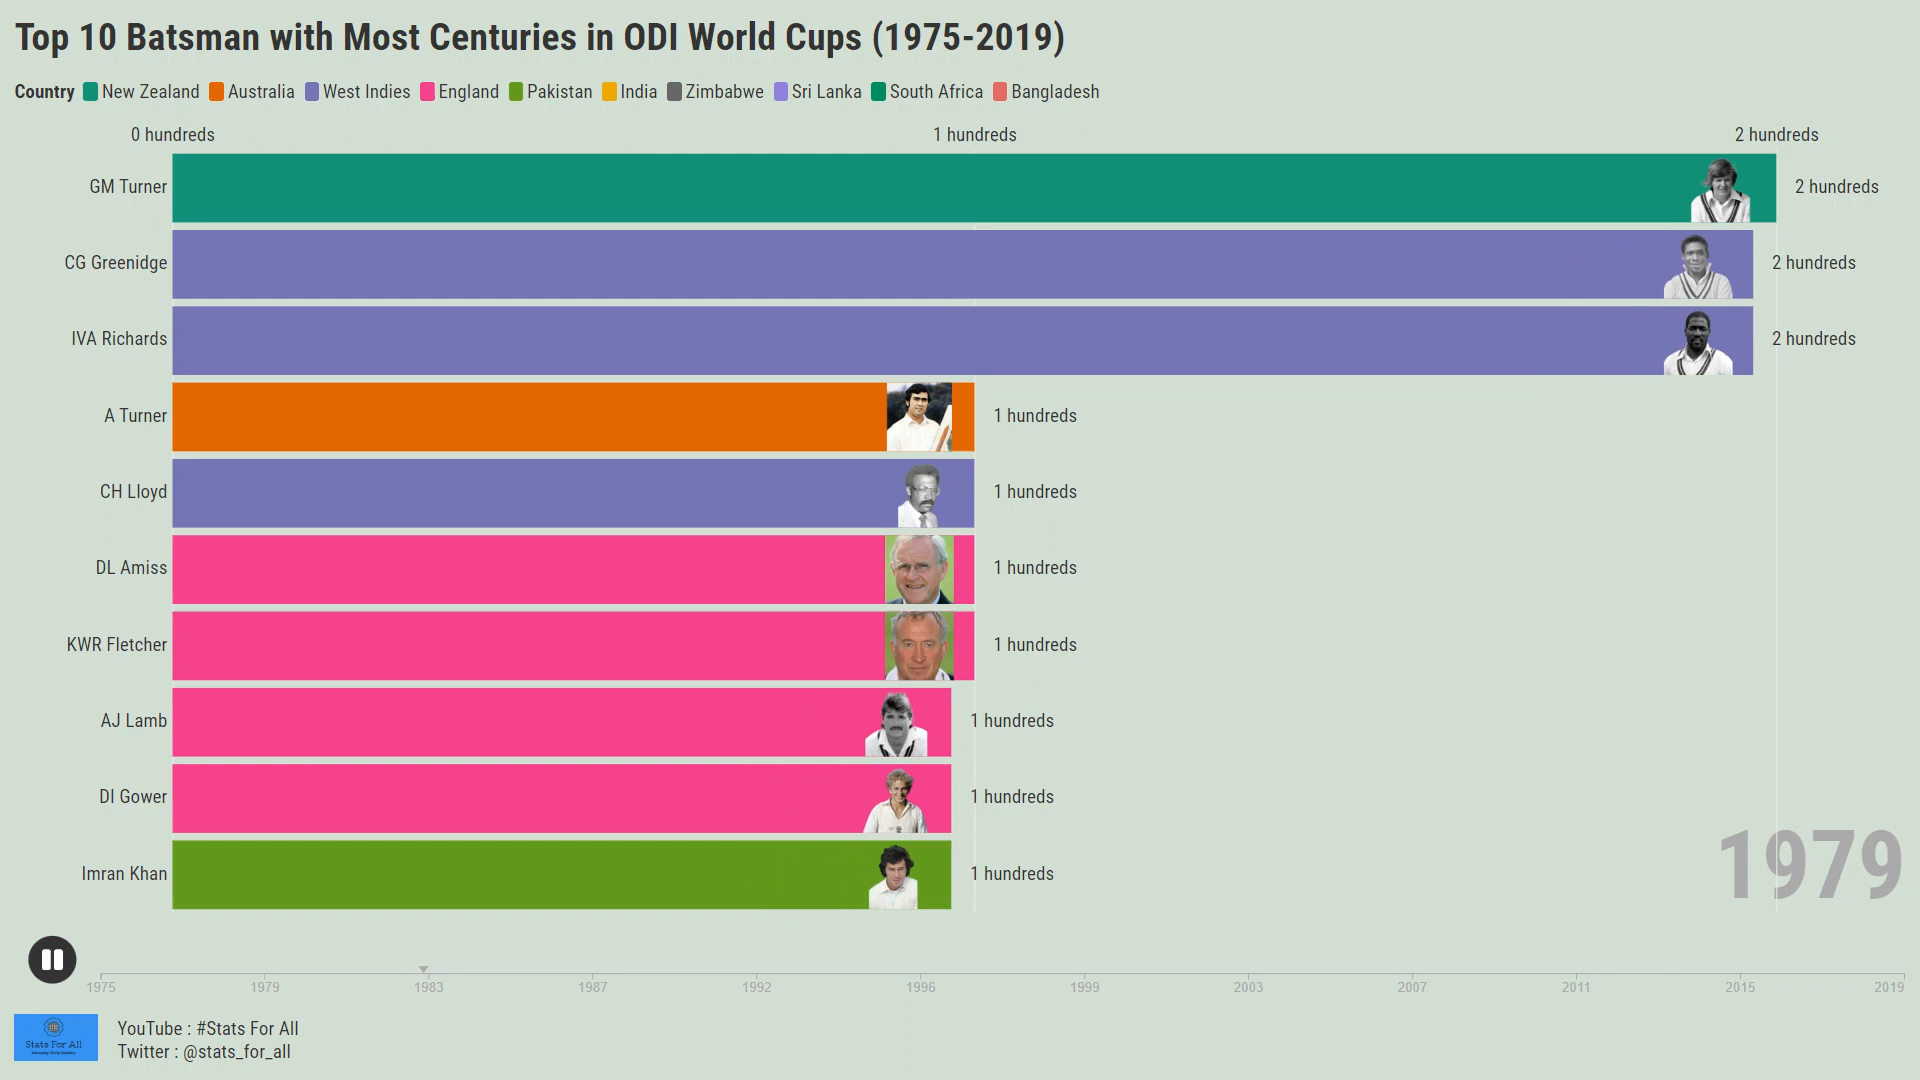 Top 10 Batsman with Most Centuries in ODI World Cups (1975-2019)
Country New Zealand Australia West Indies England Pakistan India Zimbabwe Sri Lanka South Africa Bangladesh
0 hundreds 1 hundreds 2 hundreds
GM Turner 2 hundreds
CG Greenidge 2 hundreds
IVA Richards 2 hundreds
A Turner 1 hundreds
CH Lloyd 1 hundreds
DL Amiss 1 hundreds
KWR Fletcher 1 hundreds
AJ Lamb 1 hundreds
DI Gower 1 hundreds
Imran Khan 1 hundreds
1979
1975 1979 1983 1987 1992 1996 1999 2003 2007 2011 2015 2019
Stats For All
YouTube : #Stats For All
Twitter : @stats_for_all